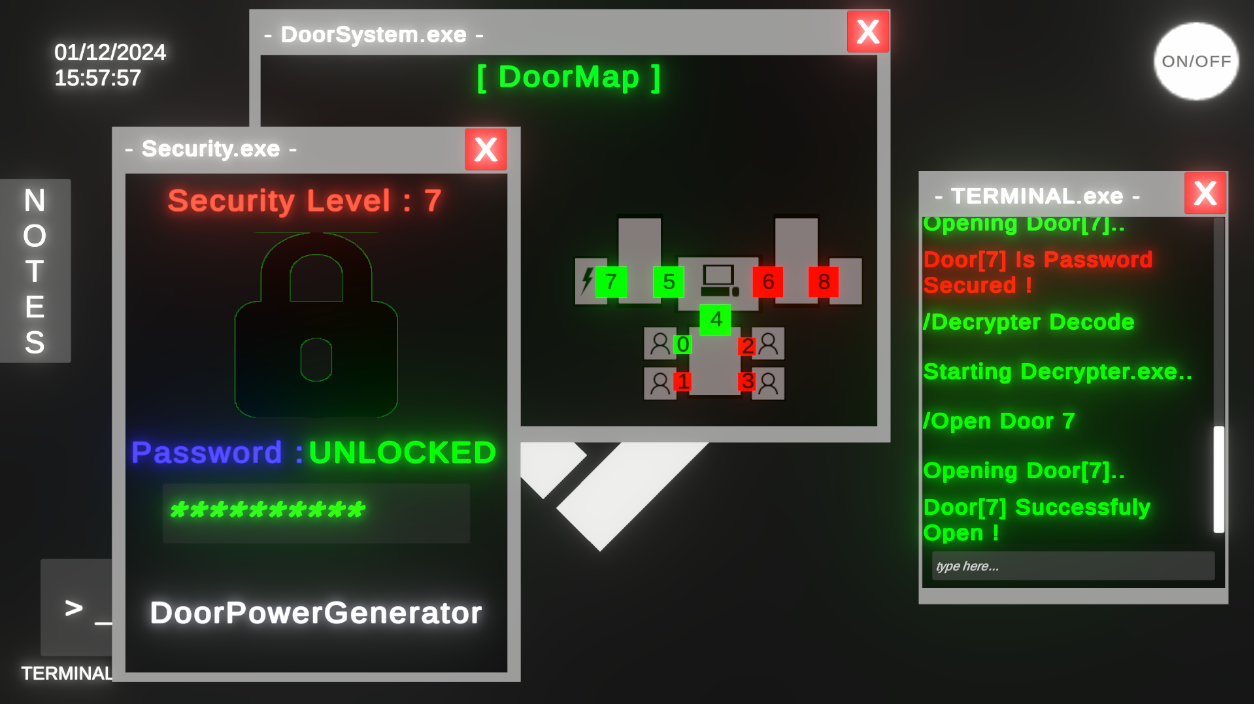 01/12/2024
15:57:57
- DoorSystem.exe -
X
ON/OFF
[ DoorMap ]
- Security.exe -
X
Security Level : 7
Password :UNLOCKED
**********
DoorPowerGenerator
N
O
T
E
S
7
5
6
8
4
0
2
1
3
- TERMINAL.exe -
X
Opening Door[7]..
Door[7] Is Password
Secured !
/Decrypter Decode
Starting Decrypter.exe..
/Open Door 7
Opening Door[7]..
Door[7] Successfuly
Open !
type here...
> _
TERMINAL